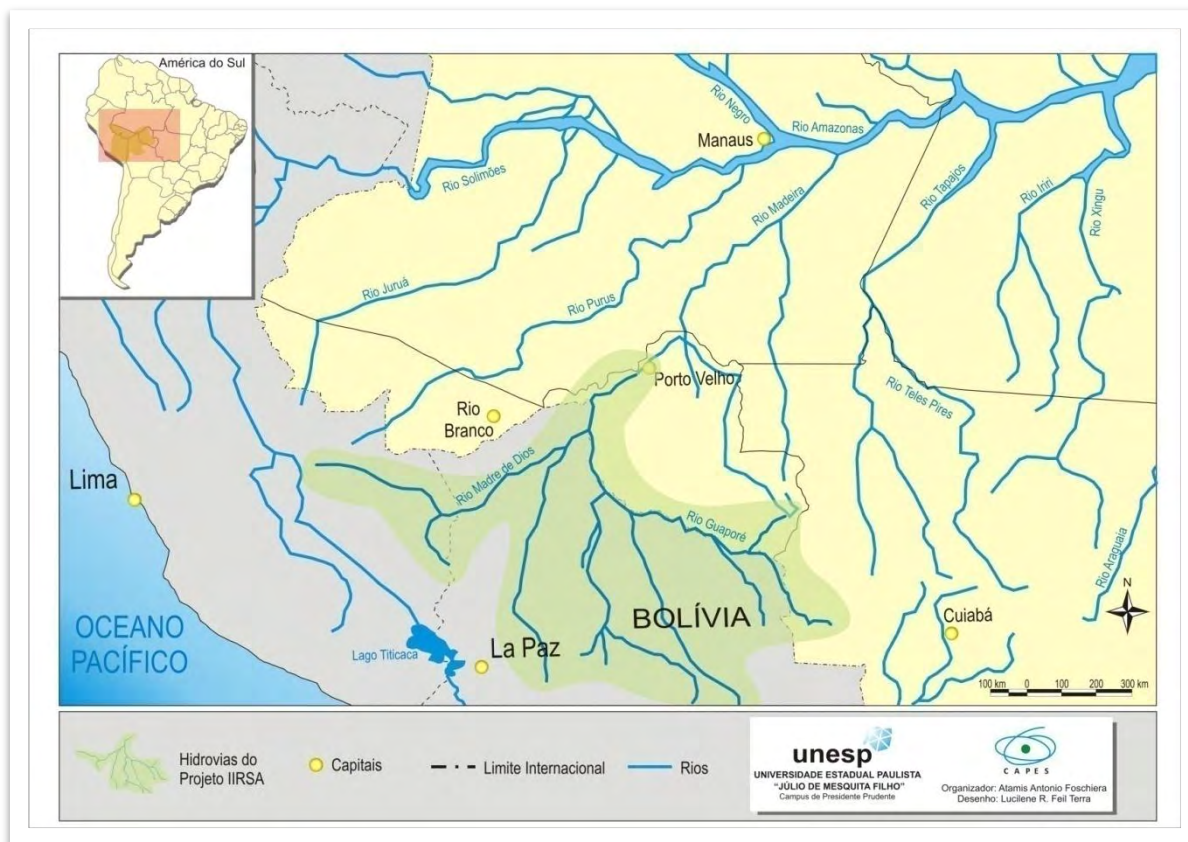 América do Sul
Rio Negro
Manaus
Rio Amazonas
Rio Solimões
Rio Madeira
Rio Tapajos
Rio Iriri
Rio Xingu
Rio Juruá
Rio Purus
Porto Velho
Rio Teles Pires
Rio
Branco
Lima
Rio Madre de Dios
Rio Guaporé
Rio Araguaia
N
OCEANO
PACÍFICO
BOLÍVIA
Cuiabá
Lago Titicaca
La Paz
100 km 0 100 200 300 km
Hidrovias do
Projeto IIRSA
Capitais
Limite Internacional
Rios
unesp
UNIVERSIDADE ESTADUAL PAULISTA
"JÚLIO DE MESQUITA FILHO"
Campus de Presidente Prudente
CAPES
Organizador: Atamis Antonio Foschiera
Desenho: Lucilene R. Feil Terra